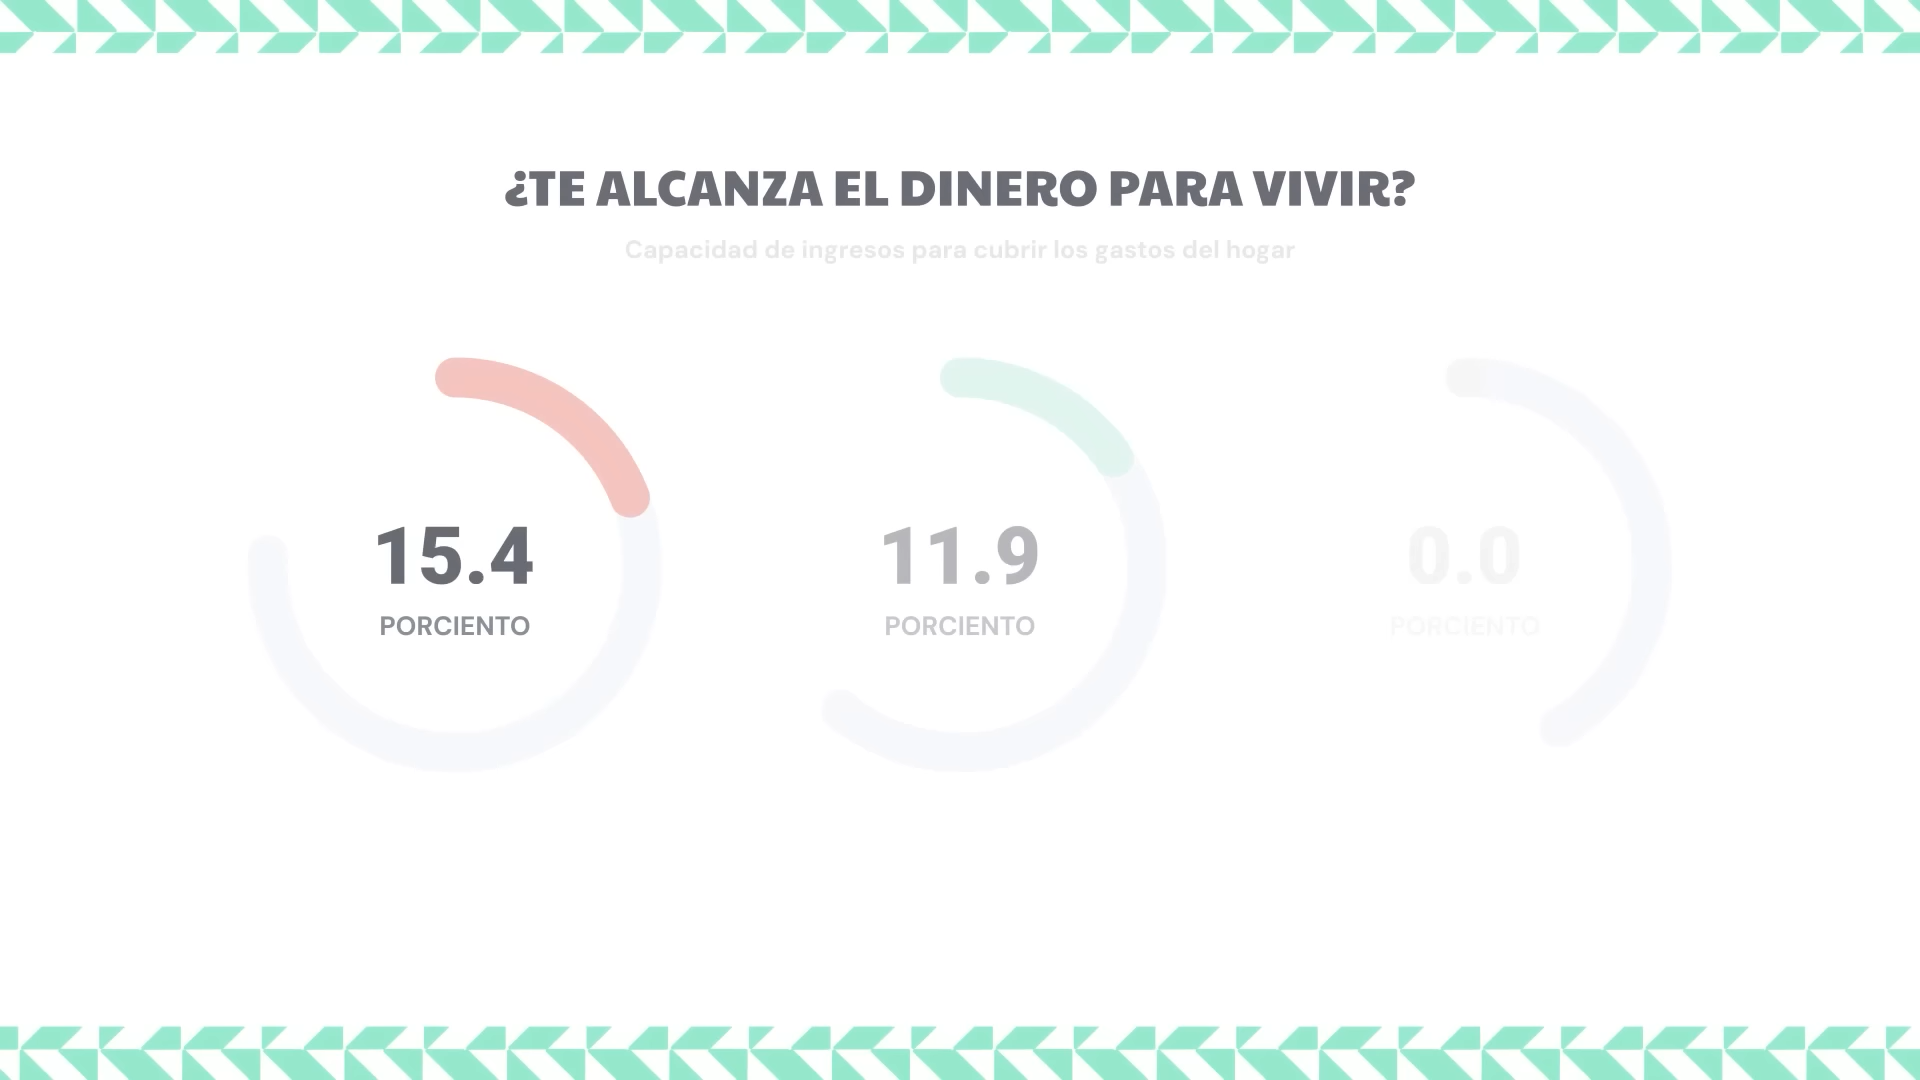 ¿TE ALCANZA EL DINERO PARA VIVIR?
Capacidad de ingresos para cubrir los gastos del hogar
15.4
PORCIENTO
11.9
PORCIENTO
0.0
PORCIENTO